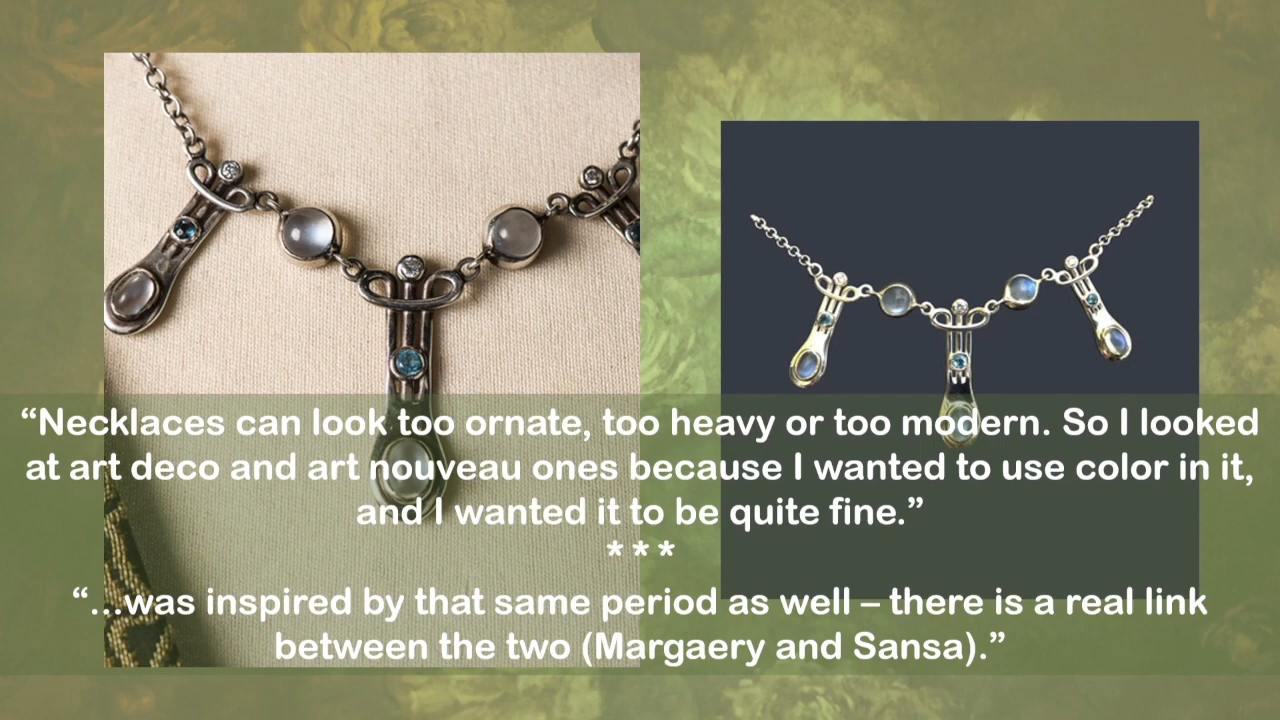 “Necklaces can look too ornate, too heavy or too modern. So I looked
at art deco and art nouveau ones because I wanted to use color in it,
and I wanted it to be quite fine.”
* * *
“…was inspired by that same period as well – there is a real link
between the two (Margaery and Sansa).”